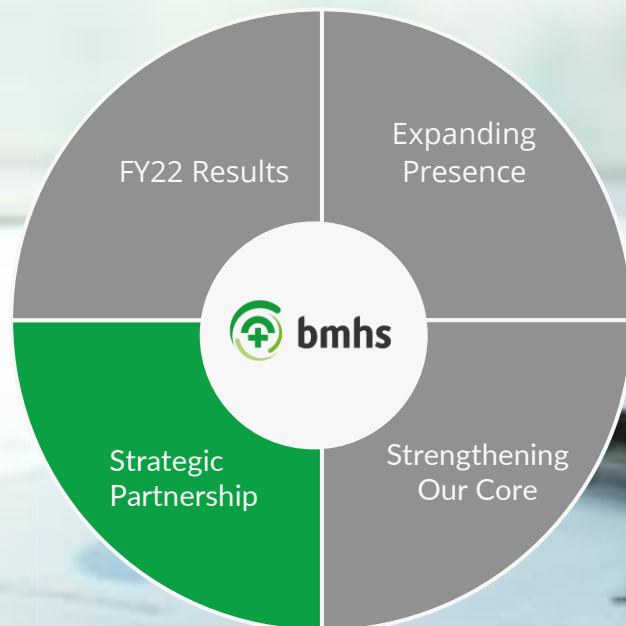 FY22 Results
Expanding
Presence
bmhs
Strategic
Partnership
Strengthening
Our Core